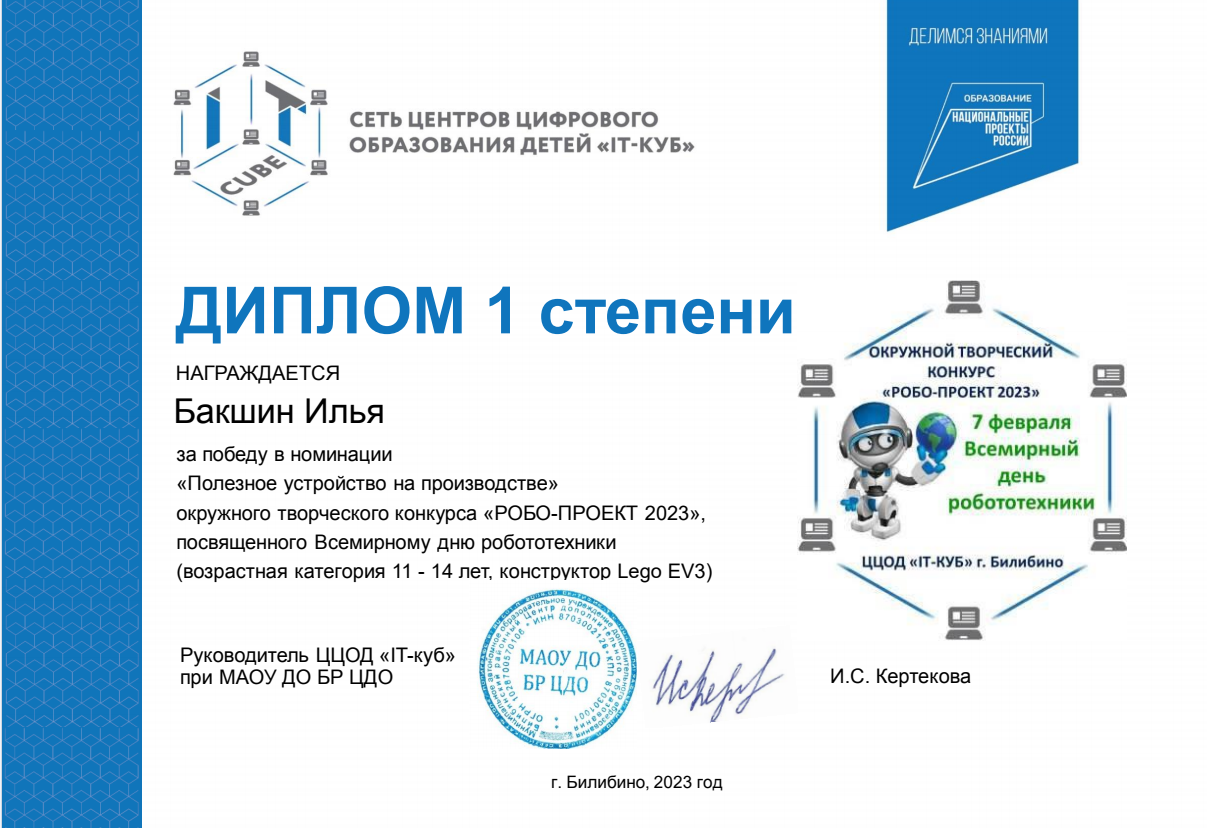 ДЕЛИМСЯ ЗНАНИЯМИ
IT
CUBE
СЕТЬ ЦЕНТРОВ ЦИФРОВОГО
ОБРАЗОВАНИЯ ДЕТЕЙ «IT-КУБ»
ОБРАЗОВАНИЕ
НАЦИОНАЛЬНЫЕ
ПРОЕКТЫ
РОССИИ
ДИПЛОМ 1 степени
НАГРАЖДАЕТСЯ
Бакшин Илья
за победу в номинации
«Полезное устройство на производстве»
окружного творческого конкурса «РОБО-ПРОЕКТ 2023»,
посвященного Всемирному дню робототехники
(возрастная категория 11 - 14 лет, конструктор Lego EV3)
ОКРУЖНОЙ ТВОРЧЕСКИЙ
КОНКУРС
«РОБО-ПРОЕКТ 2023»
7 февраля
Всемирный
день
робототехники
ЦЦОД «IT-КУБ» г. Билибино
Руководитель ЦЦОД «IT-куб»
при МАОУ ДО БР ЦДО
МАОУ ДО
БР ЦДО
И.С. Кертекова
г. Билибино, 2023 год